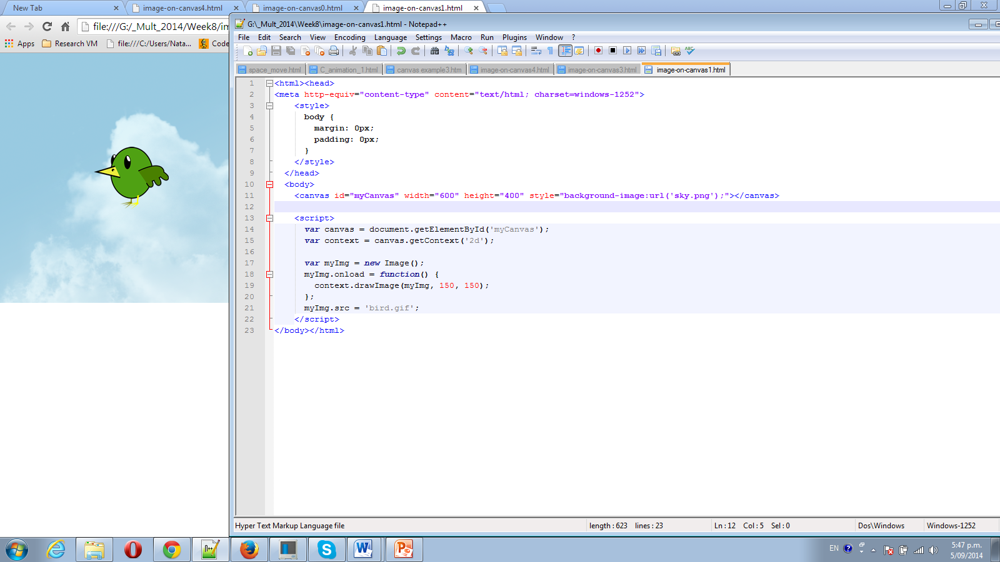 New Tab
image-on-canvas4.html
image-on-canvas0.html
image-on-canvas1.html
file:///G:/_Mult_2014/Week8/im
Apps
Research VM
file:///C:/Users/Nata...
Code
G:\_Mult_2014\Week8\image-on-canvas1.html - Notepad++
File Edit Search View Encoding Language Settings Macro Run Plugins Window ?
space_move.html
C_animation_1.html
canvas example3.htm
image-on-canvas4.html
image-on-canvas3.html
image-on-canvas1.html
1 <html><head>
2 <meta http-equiv="content-type" content="text/html; charset=windows-1252">
3 <style>
4 body {
5 margin: 0px;
6 padding: 0px;
7 }
8 </style>
9 </head>
10 <body>
11 <canvas id="myCanvas" width="600" height="400" style="background-image:url('sky.png');"></canvas>
12
13 <script>
14 var canvas = document.getElementById('myCanvas');
15 var context = canvas.getContext('2d');
16
17 var myImg = new Image();
18 myImg.onload = function() {
19 context.drawImage(myImg, 150, 150);
20 };
21 myImg.src = 'bird.gif';
22 </script>
23 </body></html>
Hyper Text Markup Language file
length : 623 lines : 23
Ln : 12 Col : 5 Sel : 0
Dos\Windows
Windows-1252
EN
5:47 p.m.
5/09/2014